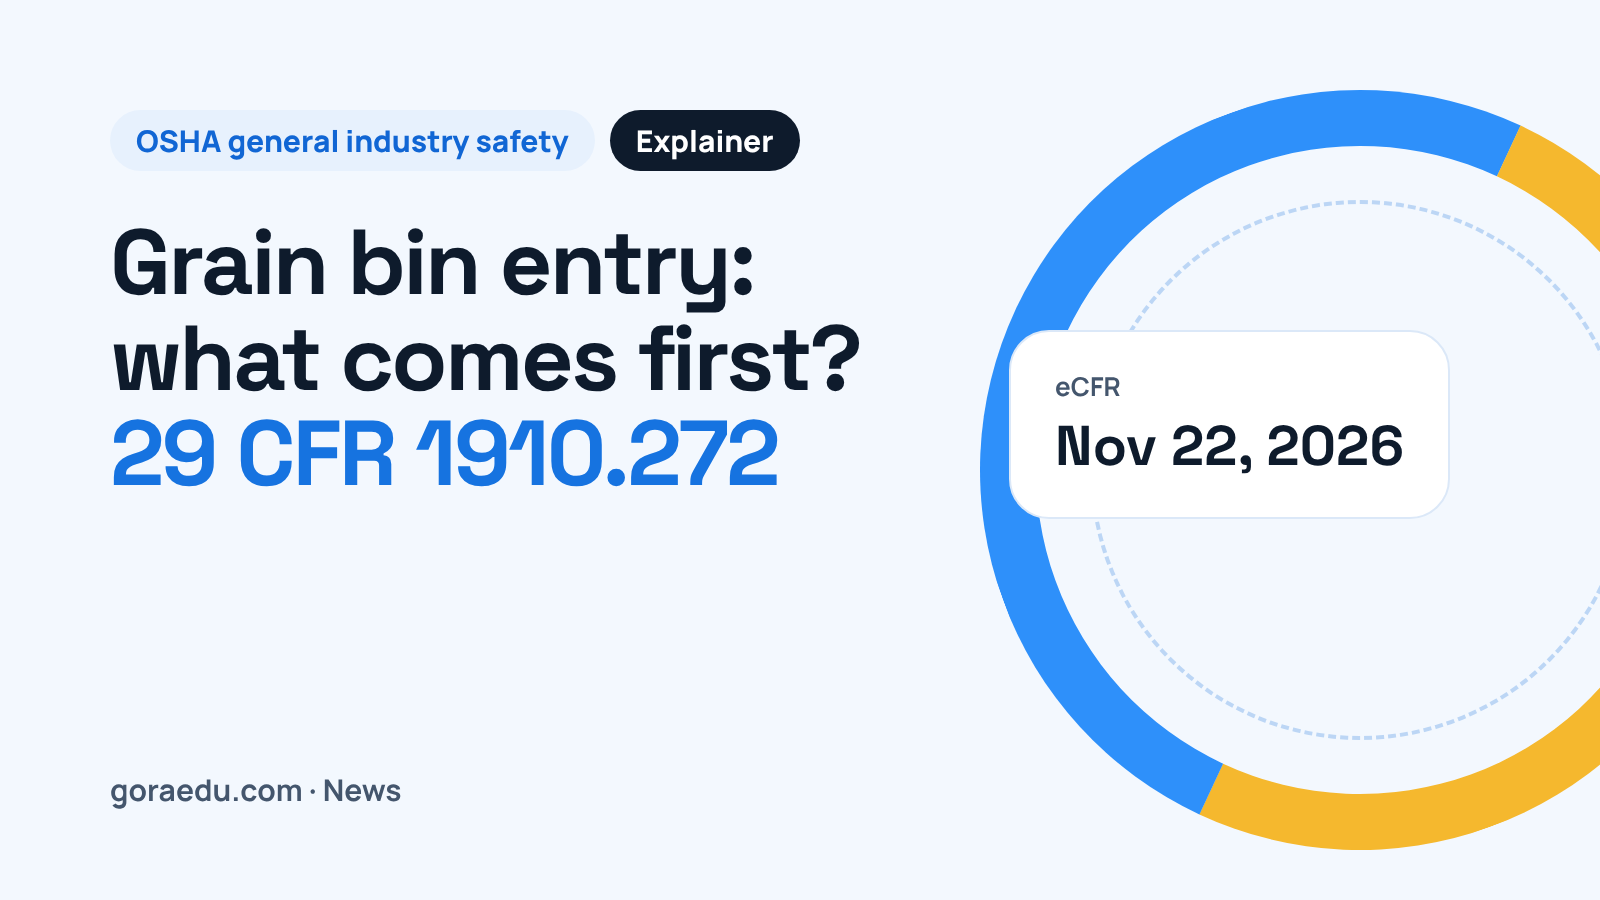 OSHA general industry safety
Explainer
Grain bin entry:
what comes first?
29 CFR 1910.272
eCFR
Nov 22, 2026
goraedu.com · News